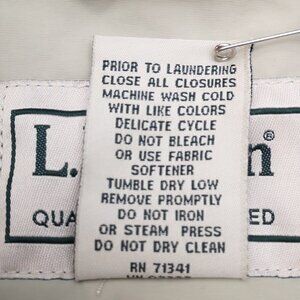 PRIOR TO LAUNDERING
CLOSE ALL CLOSURES
MACHINE WASH COLD
WITH LIKE COLORS
DELICATE CYCLE
DO NOT BLEACH
OR USE FABRIC
SOFTENER
TUMBLE DRY LOW
REMOVE PROMPTLY
DO NOT IRON
OR STEAM PRESS
DO NOT DRY CLEAN
RN 71341
L.
n®
QUA
ED